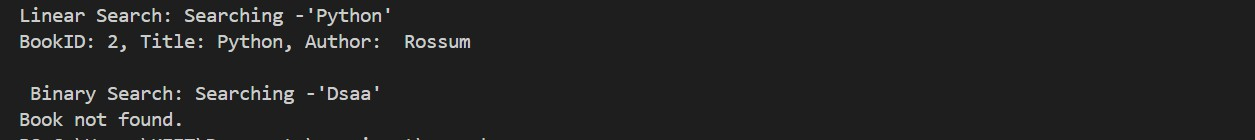 Linear Search: Searching -'Python'
BookID: 2, Title: Python, Author:  Rossum
 Binary Search: Searching -'Dsaa'
Book not found.